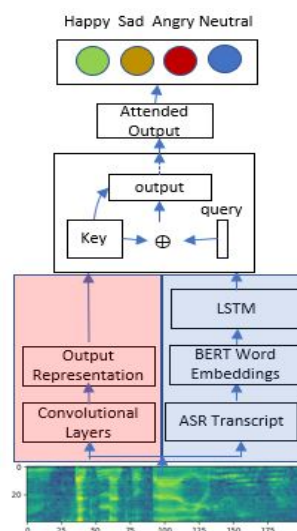 Happy Sad Angry Neutral
Attended
Output
output
query
Key
⊕
LSTM
Output
Representation
BERT Word
Embeddings
Convolutional
Layers
ASR Transcript
0
20
0 25 50 75 100 125 150 175